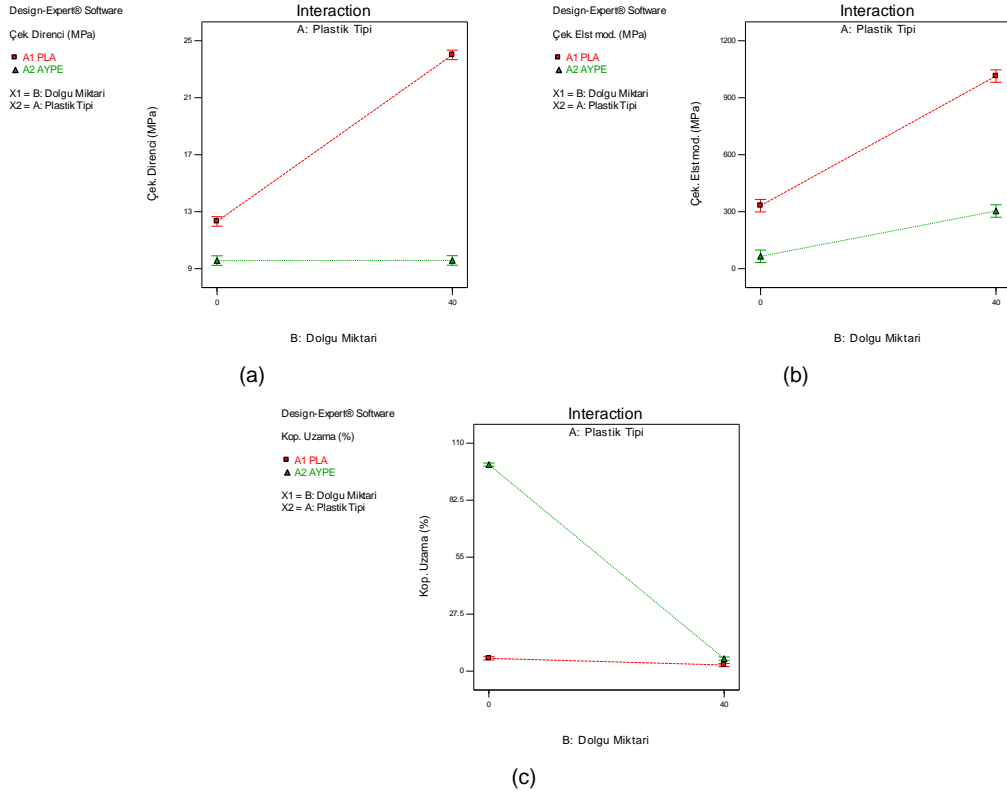 Design-Expert® Software
Çek. Direnci (MPa)
A1 PLA
A2 AYPE
X1 = B: Dolgu Miktari
X2 = A: Plastik Tipi
Interaction
A: Plastik Tipi
25
21
17
13
9
Çek. Direnci (MPa)
0
40
B: Dolgu Miktari
(a)
Design-Expert® Software
Çek. Elst mod. (MPa)
A1 PLA
A2 AYPE
X1 = B: Dolgu Miktari
X2 = A: Plastik Tipi
Interaction
A: Plastik Tipi
1200
900
600
300
0
Çek. Elst mod. (MPa)
0
40
B: Dolgu Miktari
(b)
Design-Expert® Software
Kop. Uzama (%)
A1 PLA
A2 AYPE
X1 = B: Dolgu Miktari
X2 = A: Plastik Tipi
Interaction
A: Plastik Tipi
110
82.5
55
27.5
0
Kop. Uzama (%)
0
40
B: Dolgu Miktari
(c)